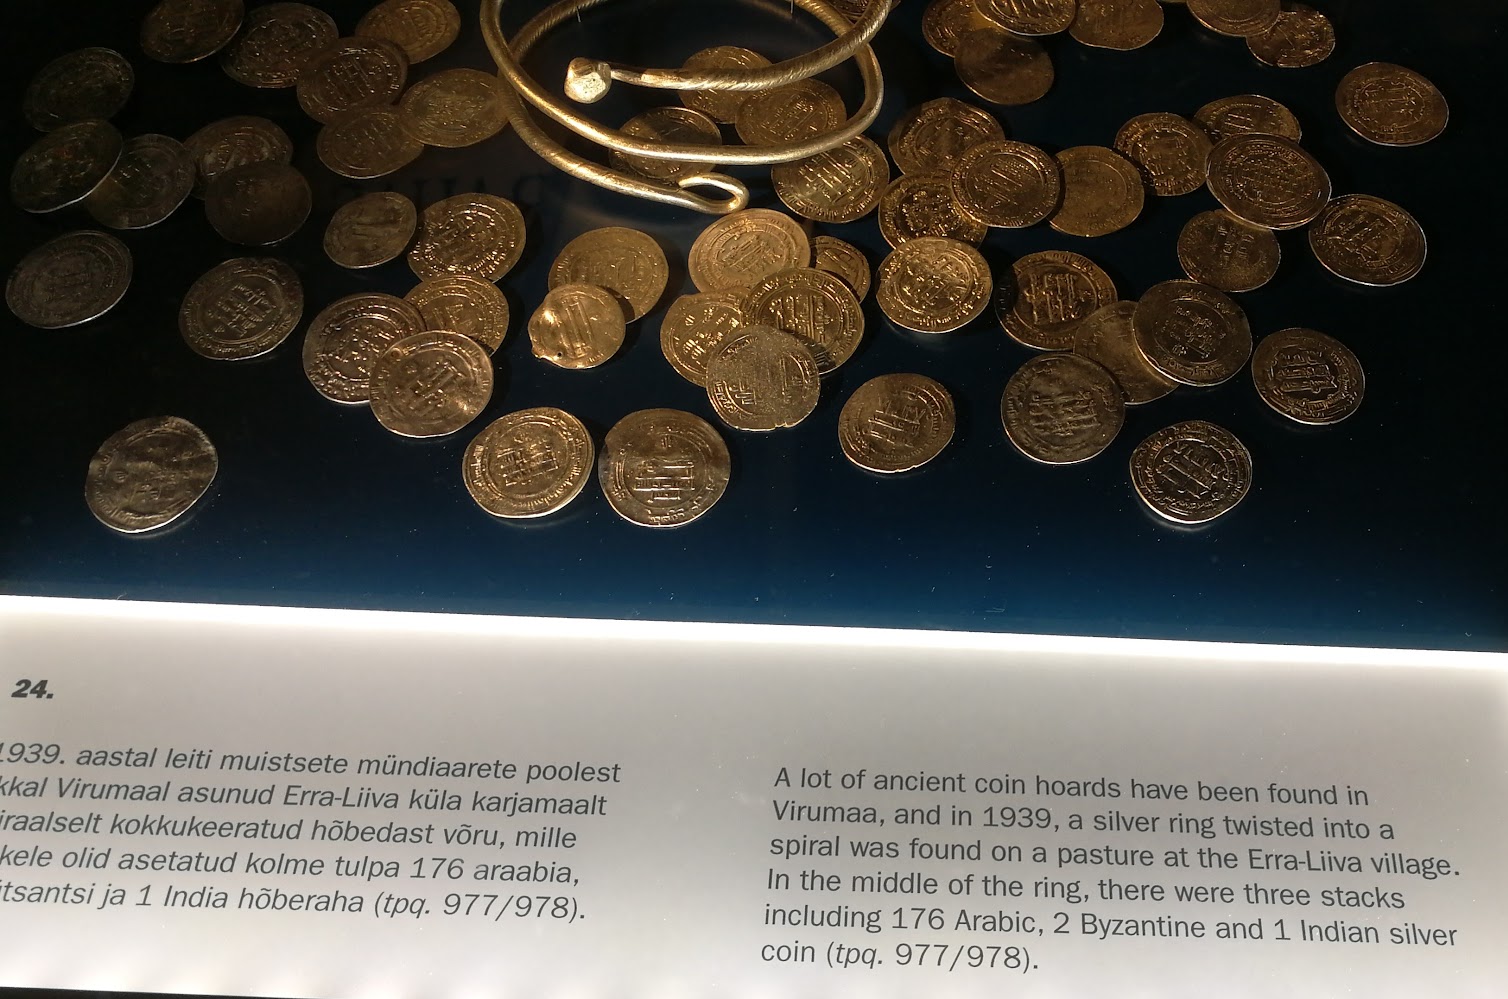 24.
1939. aastal leiti muistsete mündiaarete poolest
kkal Virumaal asunud Erra-Liiva küla karjamaalt
iraalselt kokkukeeratud hõbedast võru, mille
kele olid asetatud kolme tulpa 176 araabia,
itsantsi ja 1 India hõberaha (tpq. 977/978).
A lot of ancient coin hoards have been found in
Virumaa, and in 1939, a silver ring twisted into a
spiral was found on a pasture at the Erra-Liiva village.
In the middle of the ring, there were three stacks
including 176 Arabic, 2 Byzantine and 1 Indian silver
coin (tpq. 977/978).